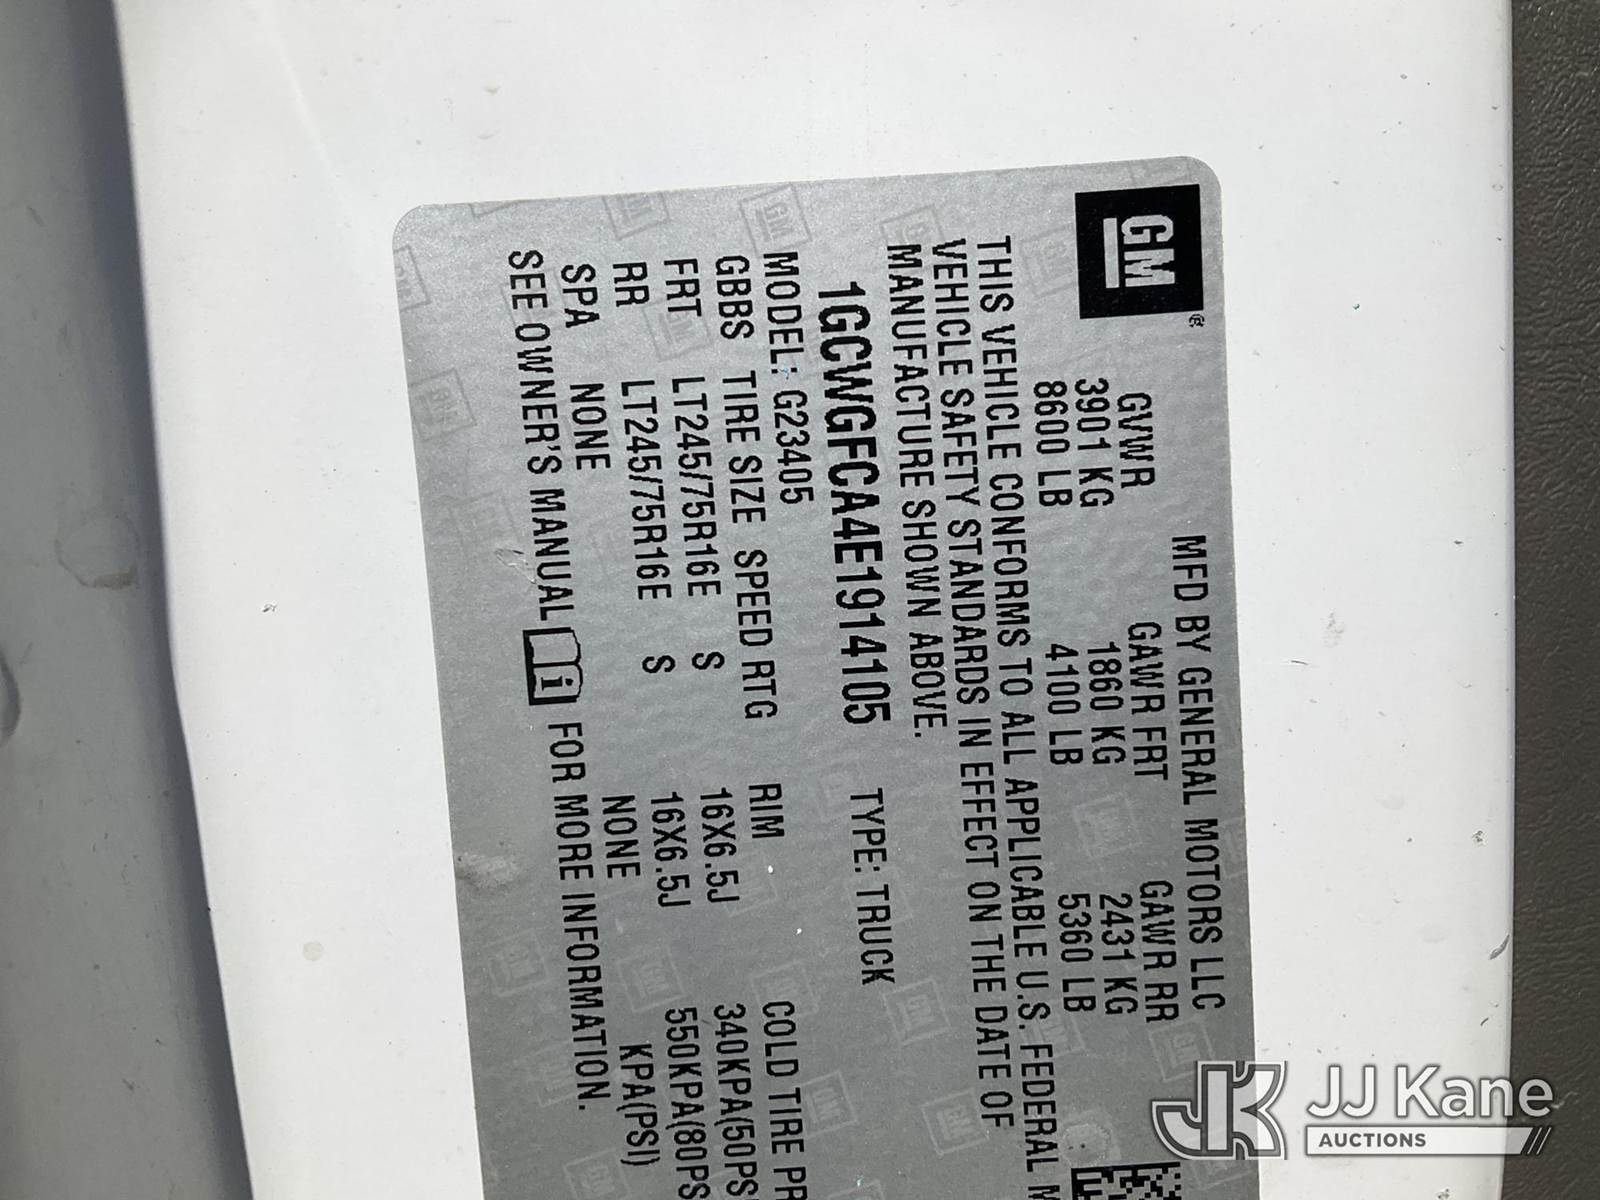 GM®
MFD BY GENERAL MOTORS LLC
GVWR GAWR FRT GAWR RR
3901 KG 1860 KG 2431 KG
8600 LB 4100 LB 5360 LB
THIS VEHICLE CONFORMS TO ALL APPLICABLE U.S. FEDERAL M
VEHICLE SAFETY STANDARDS IN EFFECT ON THE DATE OF
MANUFACTURE SHOWN ABOVE.
1GCWGFCA4E1914105 TYPE: TRUCK
MODEL: G23405
GBBS TIRE SIZE SPEED RTG RIM COLD TIRE PR
FRT LT245/75R16E S 16X6.5J 340KPA(50PS
RR LT245/75R16E S 16X6.5J 550KPA(80PS
SPA NONE NONE KPA(PSI)
SEE OWNER'S MANUAL i FOR MORE INFORMATION.
JK JJ Kane
AUCTIONS